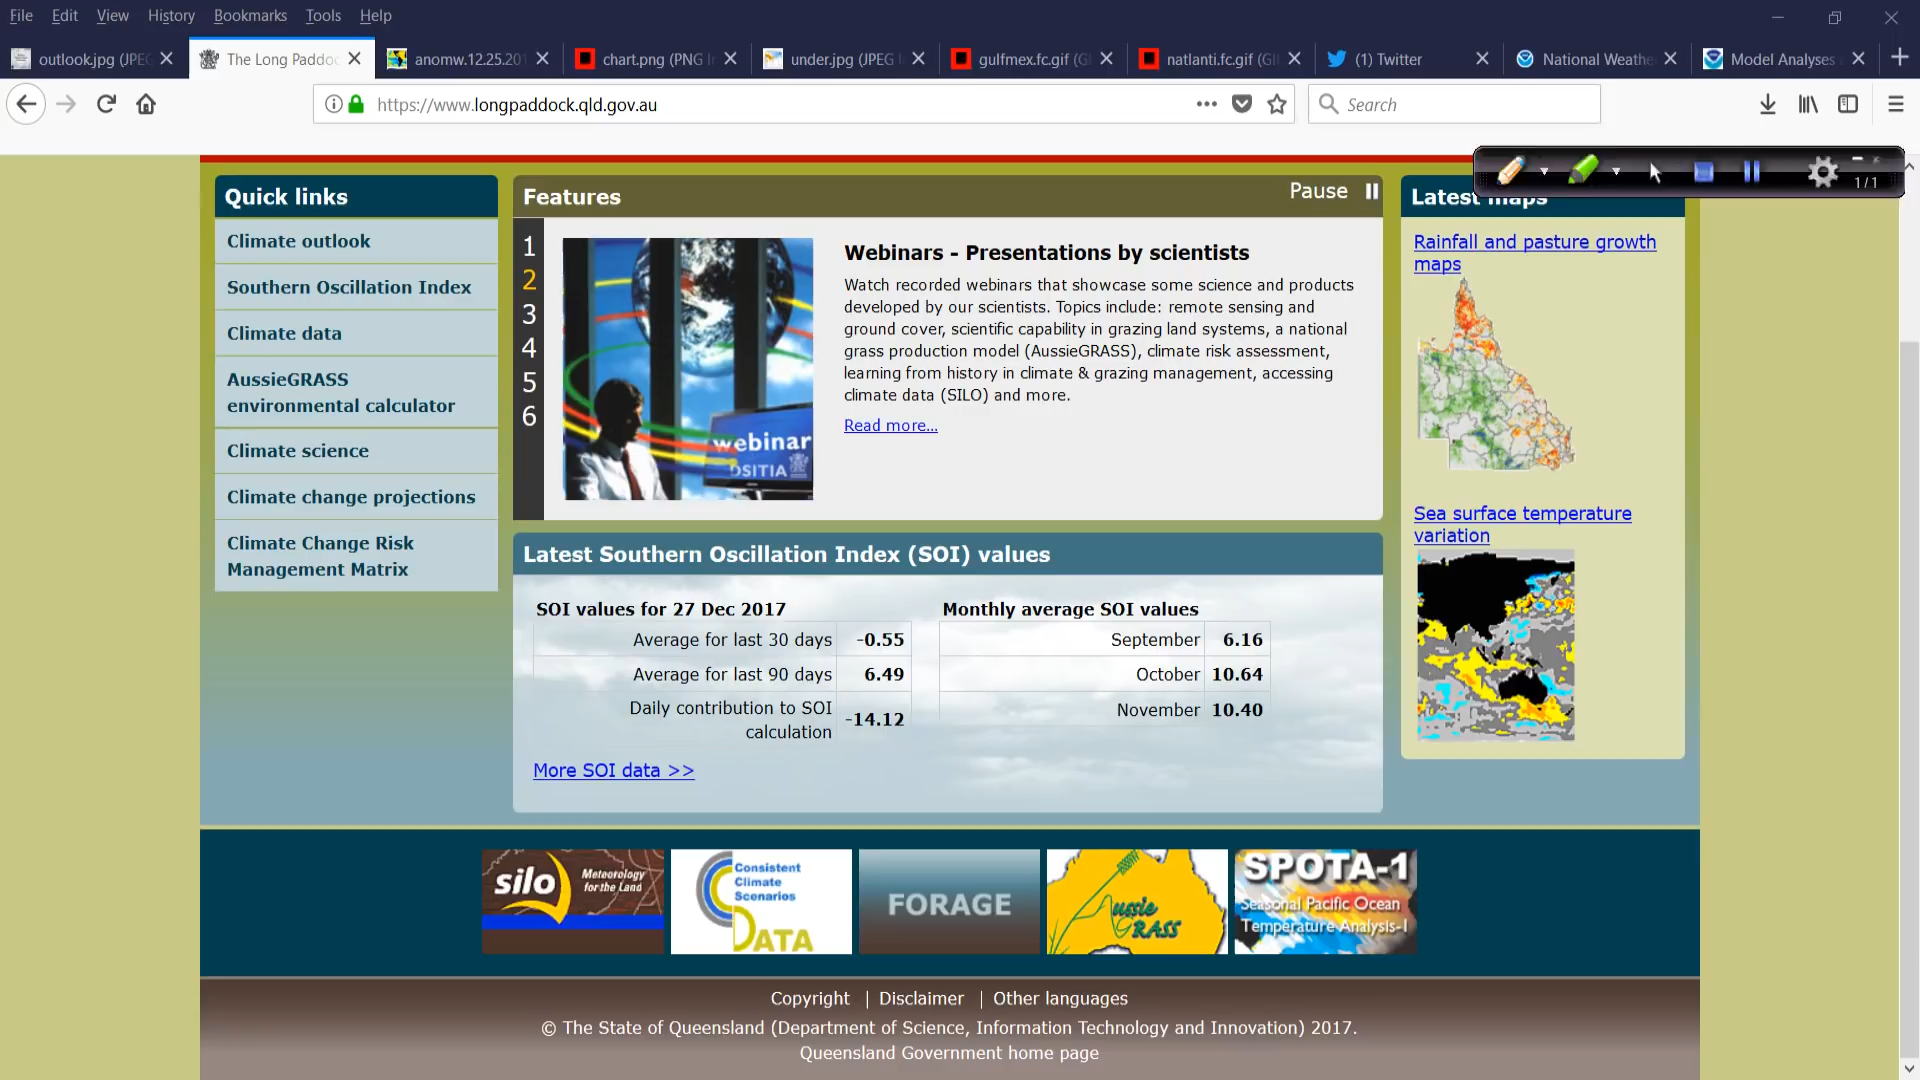 File Edit View History Bookmarks Tools Help
outlook.jpg (JPEG
The Long Paddoc
anomw.12.25.201
chart.png (PNG I
under.jpg (JPEG I
gulfmex.fc.gif (GI
natlanti.fc.gif (GIF
(1) Twitter
National Weathe
Model Analyses
https://www.longpaddock.qld.gov.au
Search
1/1
Quick links
Climate outlook
Southern Oscillation Index
Climate data
AussieGRASS
environmental calculator
Climate science
Climate change projections
Climate Change Risk
Management Matrix
Features
Pause
1
2
3
4
5
6
webinar
DSITIA
Webinars - Presentations by scientists
Watch recorded webinars that showcase some science and products
developed by our scientists. Topics include: remote sensing and
ground cover, scientific capability in grazing land systems, a national
grass production model (AussieGRASS), climate risk assessment,
learning from history in climate & grazing management, accessing
climate data (SILO) and more.
Read more...
Latest Southern Oscillation Index (SOI) values
SOI values for 27 Dec 2017
Average for last 30 days -0.55
Average for last 90 days 6.49
Daily contribution to SOI
calculation -14.12
Monthly average SOI values
September 6.16
October 10.64
November 10.40
More SOI data >>
Latest maps
Rainfall and pasture growth
maps
Sea surface temperature
variation
silo Meteorology
for the Land
Consistent
Climate
Scenarios
DATA
FORAGE
Aussie
GRASS
SPOTA-1
Seasonal Pacific Ocean
Temperature Analysis-1
Copyright | Disclaimer | Other languages
© The State of Queensland (Department of Science, Information Technology and Innovation) 2017.
Queensland Government home page